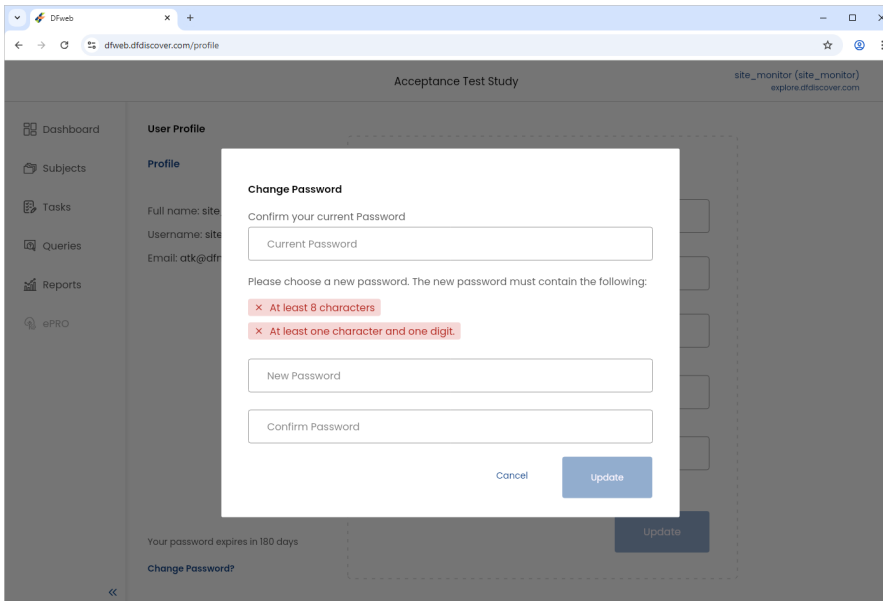 DFweb
dfweb.dfdiscover.com/profile
Acceptance Test Study
site_monitor (site_monitor)
explore.dfdiscover.com
Dashboard
Subjects
Tasks
Queries
Reports
ePRO
User Profile
Profile
Full name: site
Username: site
Email: atk@dfn
Change Password
Confirm your current Password
Current Password
Please choose a new password. The new password must contain the following:
× At least 8 characters
× At least one character and one digit.
New Password
Confirm Password
Cancel
Update
Update
Your password expires in 180 days
Change Password?